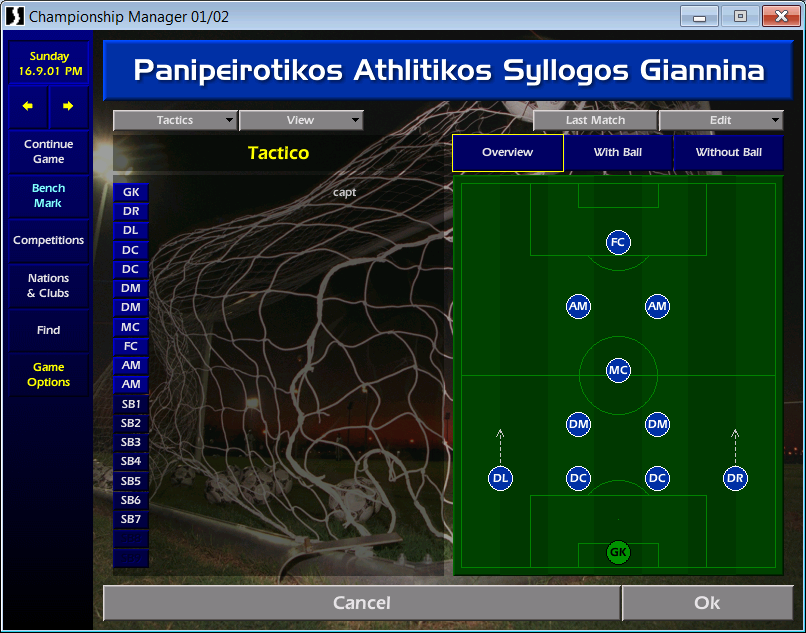 Championship Manager 01/02
Sunday
16.9.01 PM
Continue
Game
Bench
Mark
Competitions
Nations
& Clubs
Find
Game
Options
Panipeirotikos Athlitikos Syllogos Giannina
Tactics
View
Last Match
Edit
Tactico
Overview
With Ball
Without Ball
GK
capt
DR
DL
DC
DC
DM
DM
MC
FC
AM
AM
SB1
SB2
SB3
SB4
SB5
SB6
SB7
FC
AM
AM
MC
DM
DM
DL
DC
DC
DR
GK
Cancel
Ok